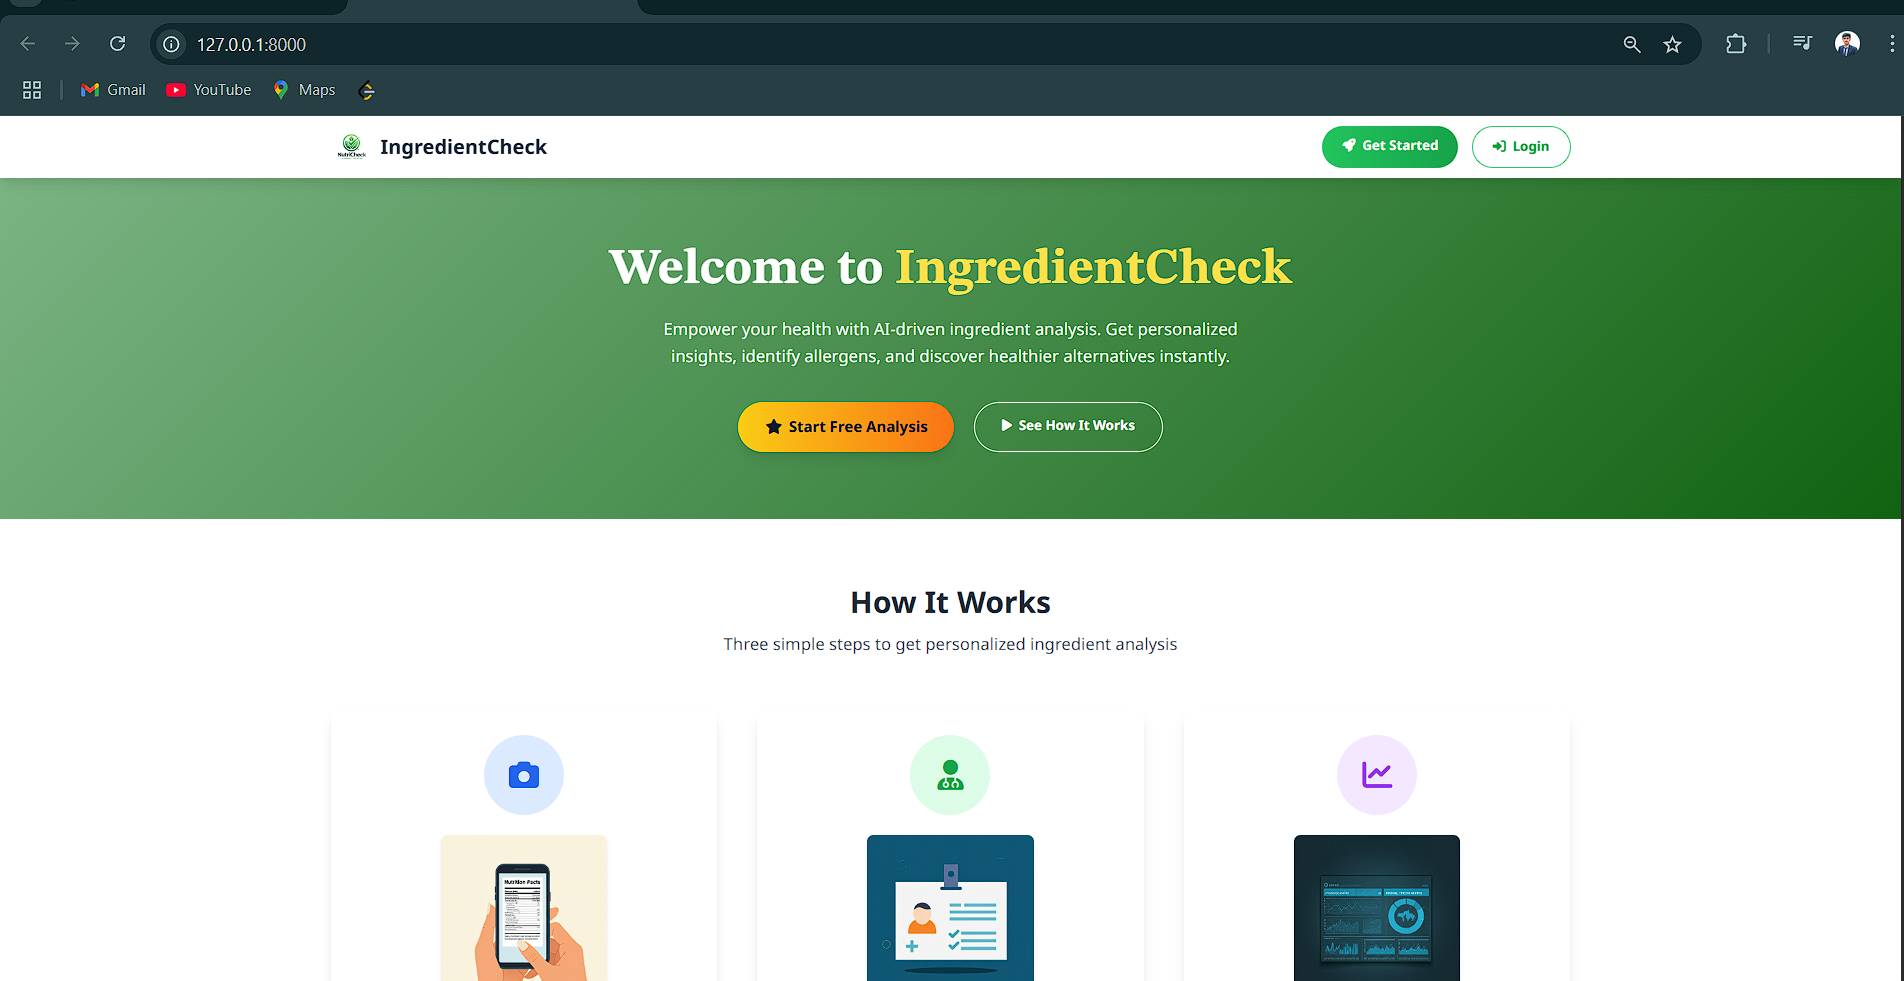 127.0.0.1:8000
Gmail
YouTube
Maps
NutriCheck
IngredientCheck
Get Started
Login
Welcome to IngredientCheck
Empower your health with AI-driven ingredient analysis. Get personalized
insights, identify allergens, and discover healthier alternatives instantly.
Start Free Analysis
See How It Works
How It Works
Three simple steps to get personalized ingredient analysis
Nutrition Facts